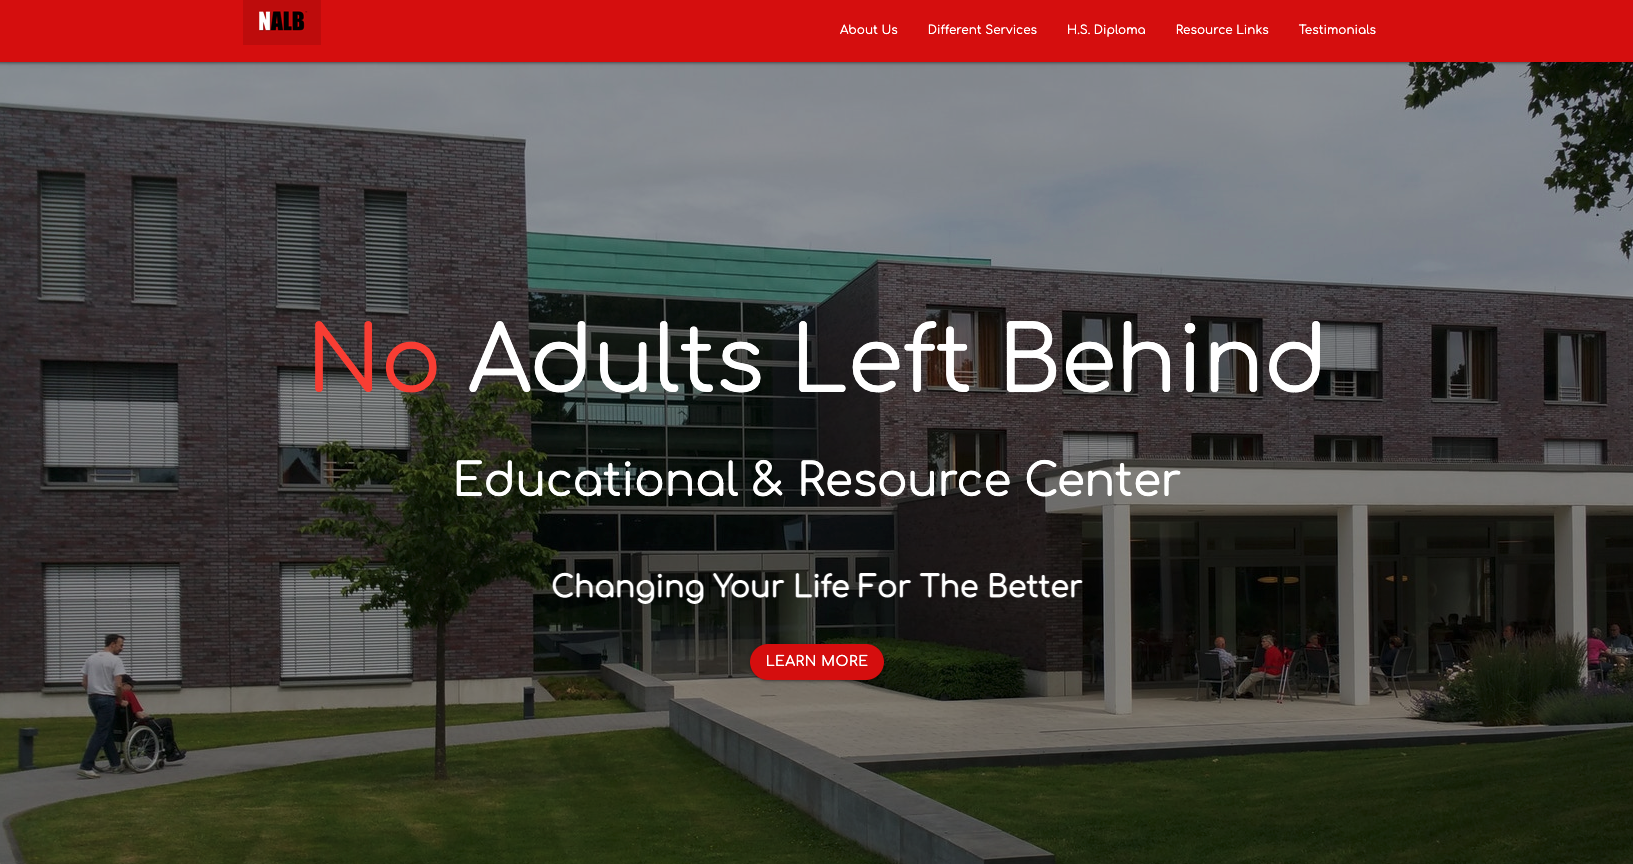 NALB
About Us
Different Services
H.S. Diploma
Resource Links
Testimonials
No Adults Left Behind
Educational & Resource Center
Changing Your Life For The Better
LEARN MORE